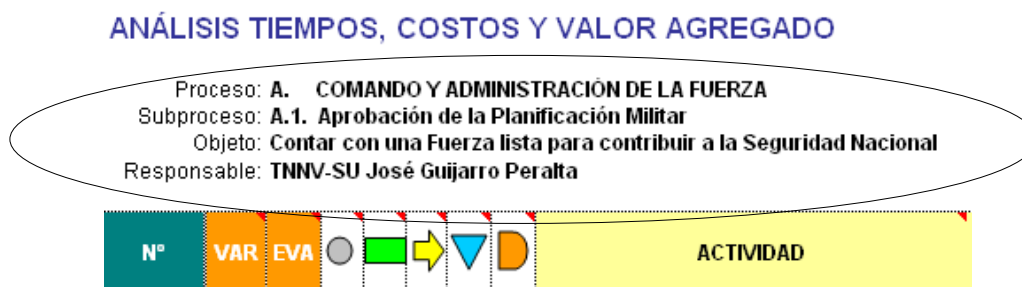 ANÁLISIS TIEMPOS, COSTOS Y VALOR AGREGADO
Proceso: A. COMANDO Y ADMINISTRACIÓN DE LA FUERZA
Subproceso: A.1. Aprobación de la Planificación Militar
Objeto: Contar con una Fuerza lista para contribuir a la Seguridad Nacional
Responsable: TNNV-SU José Guijarro Peralta
N° VAR EVA ACTIVIDAD